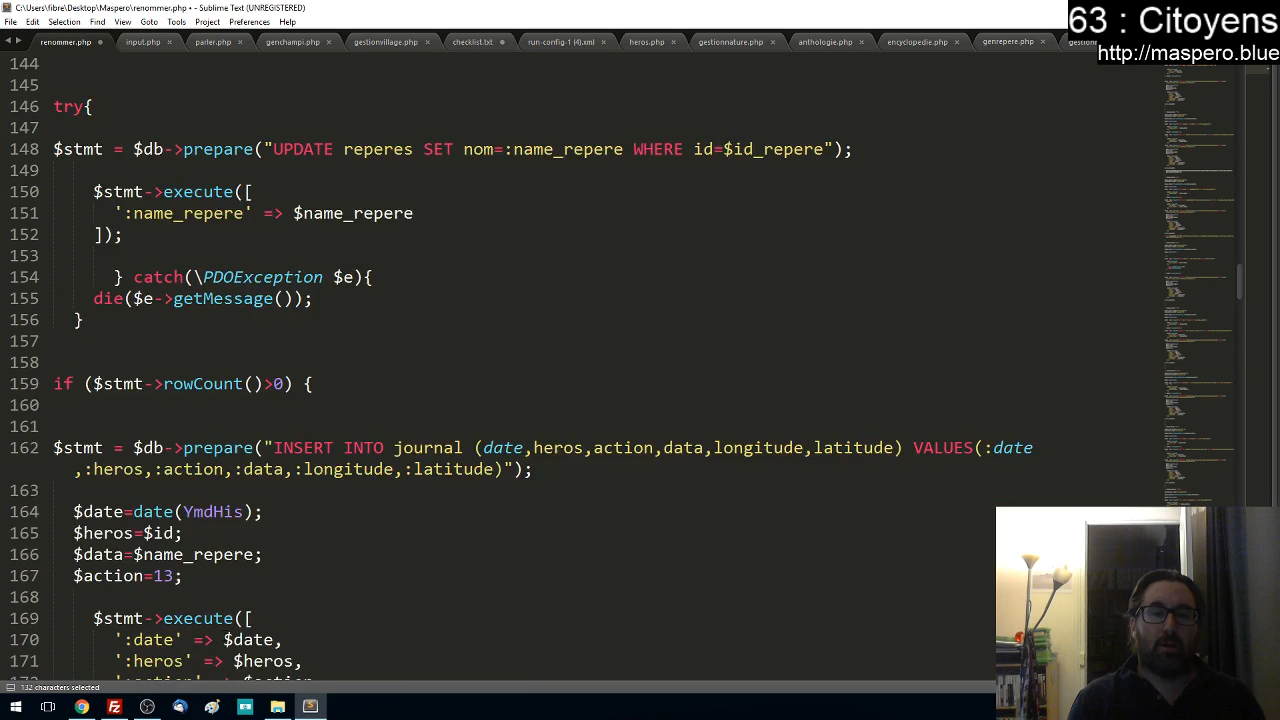 C:\Users\fibre\Desktop\Maspero\renommer.php • - Sublime Text (UNREGISTERED)
63 : Citoyens
File Edit Selection Find View Goto Tools Project Preferences Help
http://maspero.blue
renommer.php input.php parler.php genchampi.php gestionvillage.php checklist.txt run-config-1 (4).xml heros.php gestionnature.php anthologie.php encyclopedie.php genrepere.php
144
145
146 try{
147
148 $stmt = $db->prepare("UPDATE reperes SET nom=:name_repere WHERE id=$id_repere");
149
150 $stmt->execute([
151 ':name_repere' => $name_repere
152 ]);
153
154 } catch(\PDOException $e){
155 die($e->getMessage());
156 }
157
158
159 if ($stmt->rowCount()>0) {
160
161
162 $stmt = $db->prepare("INSERT INTO journal (date,heros,action,data,longitude,latitude) VALUES(:date
,:heros,:action,:data,:longitude,:latitude)");
163
164 $date=date(YmdHis);
165 $heros=$id;
166 $data=$name_repere;
167 $action=13;
168
169 $stmt->execute([
170 ':date' => $date,
171 ':heros' => $heros,
132 characters selected